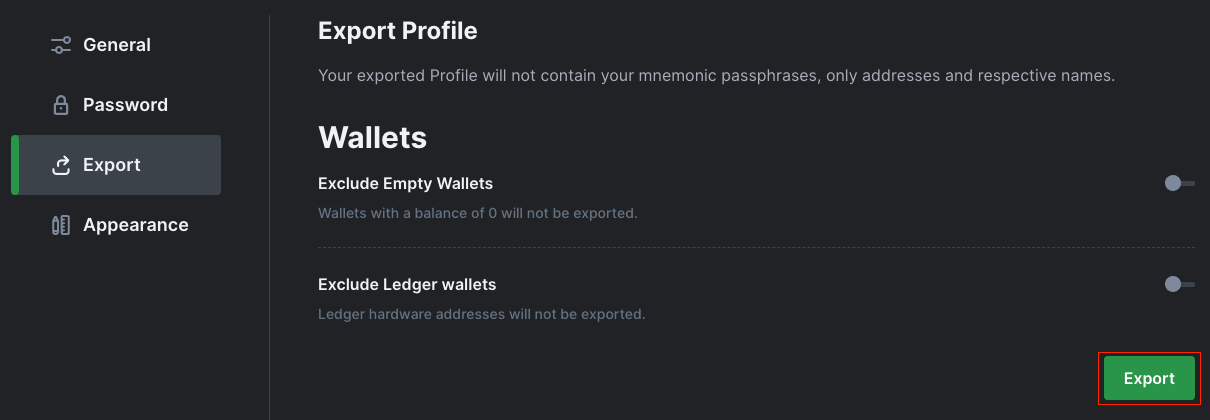 General
Password
Export
Appearance
Export Profile
Your exported Profile will not contain your mnemonic passphrases, only addresses and respective names.
Wallets
Exclude Empty Wallets
Wallets with a balance of 0 will not be exported.
Exclude Ledger wallets
Ledger hardware addresses will not be exported.
Export